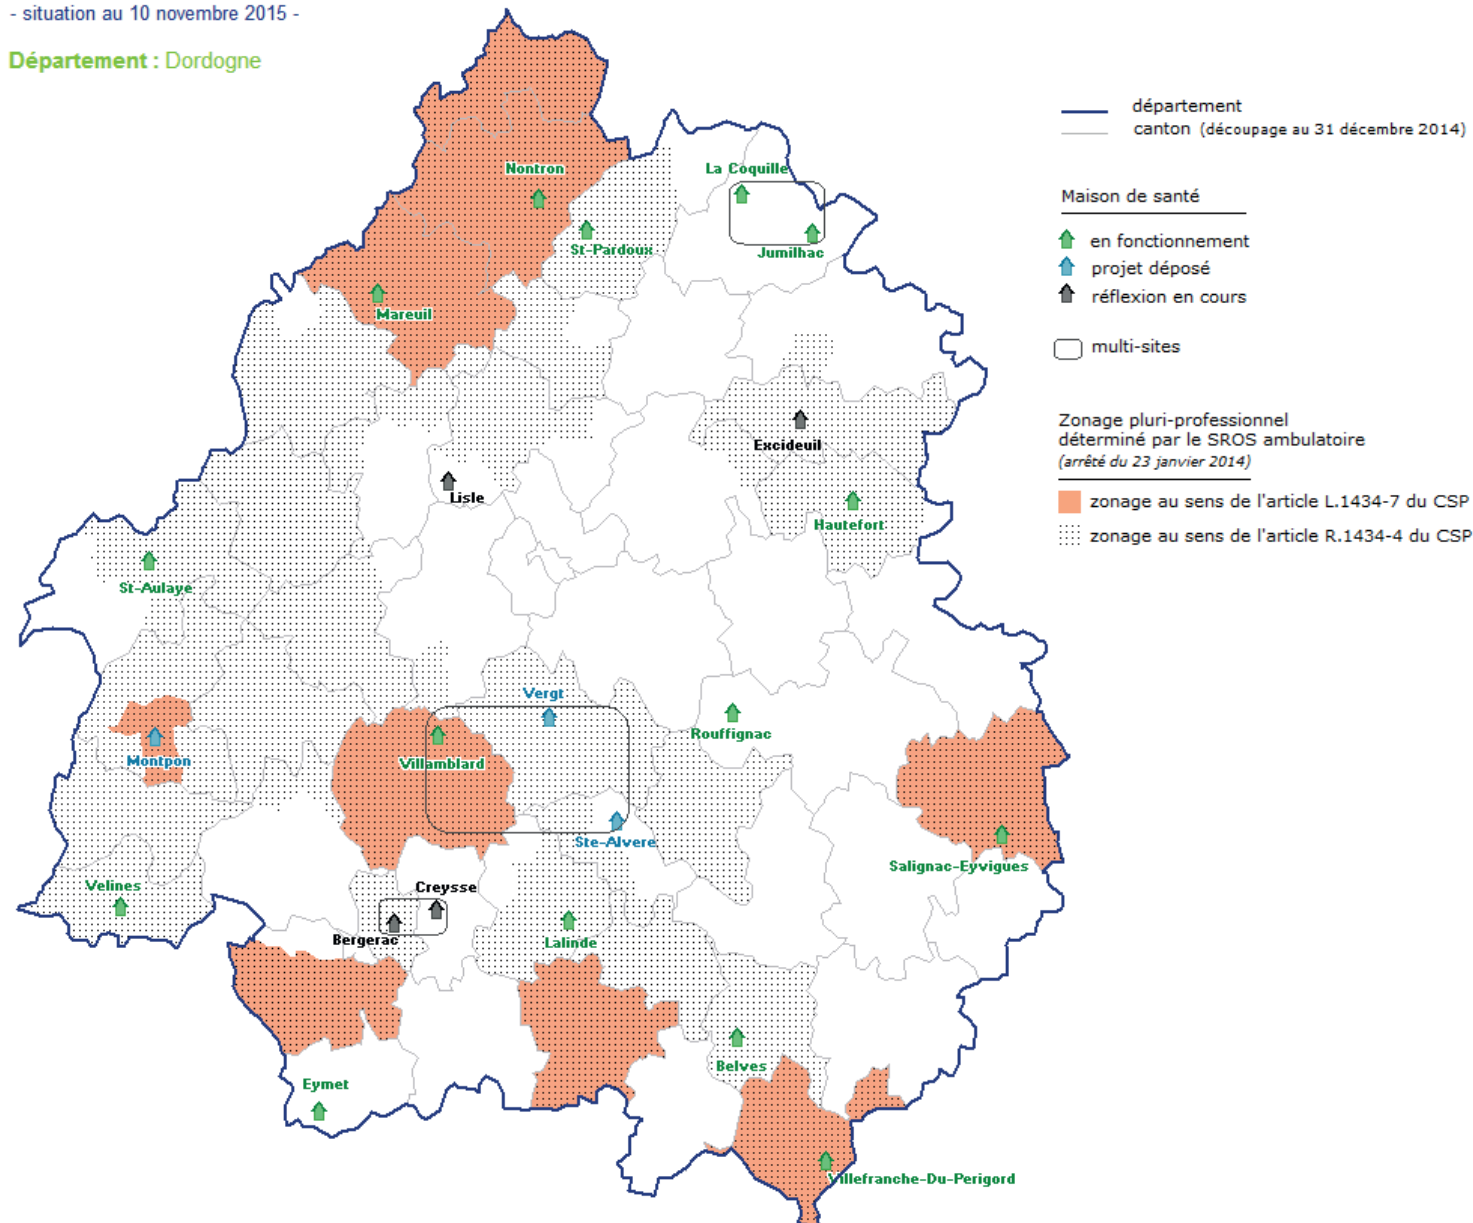 - situation au 10 novembre 2015 -
Département : Dordogne
département
canton (découpage au 31 décembre 2014)
Maison de santé
en fonctionnement
projet déposé
réflexion en cours
multi-sites
Zonage pluri-professionnel
déterminé par le SROS ambulatoire
(arrêté du 23 janvier 2014)
zonage au sens de l'article L.1434-7 du CSP
zonage au sens de l'article R.1434-4 du CSP
Nontron
La Coquille
St-Pardoux
Jumilhac
Mareuil
Excideuil
Lisle
Hautefort
St-Aulaye
Vergt
Rouffignac
Montpon
Villamblard
Ste-Alvere
Salignac-Eyvigues
Velines
Creysse
Bergerac
Lalinde
Belves
Eymet
Villefranche-Du-Perigord